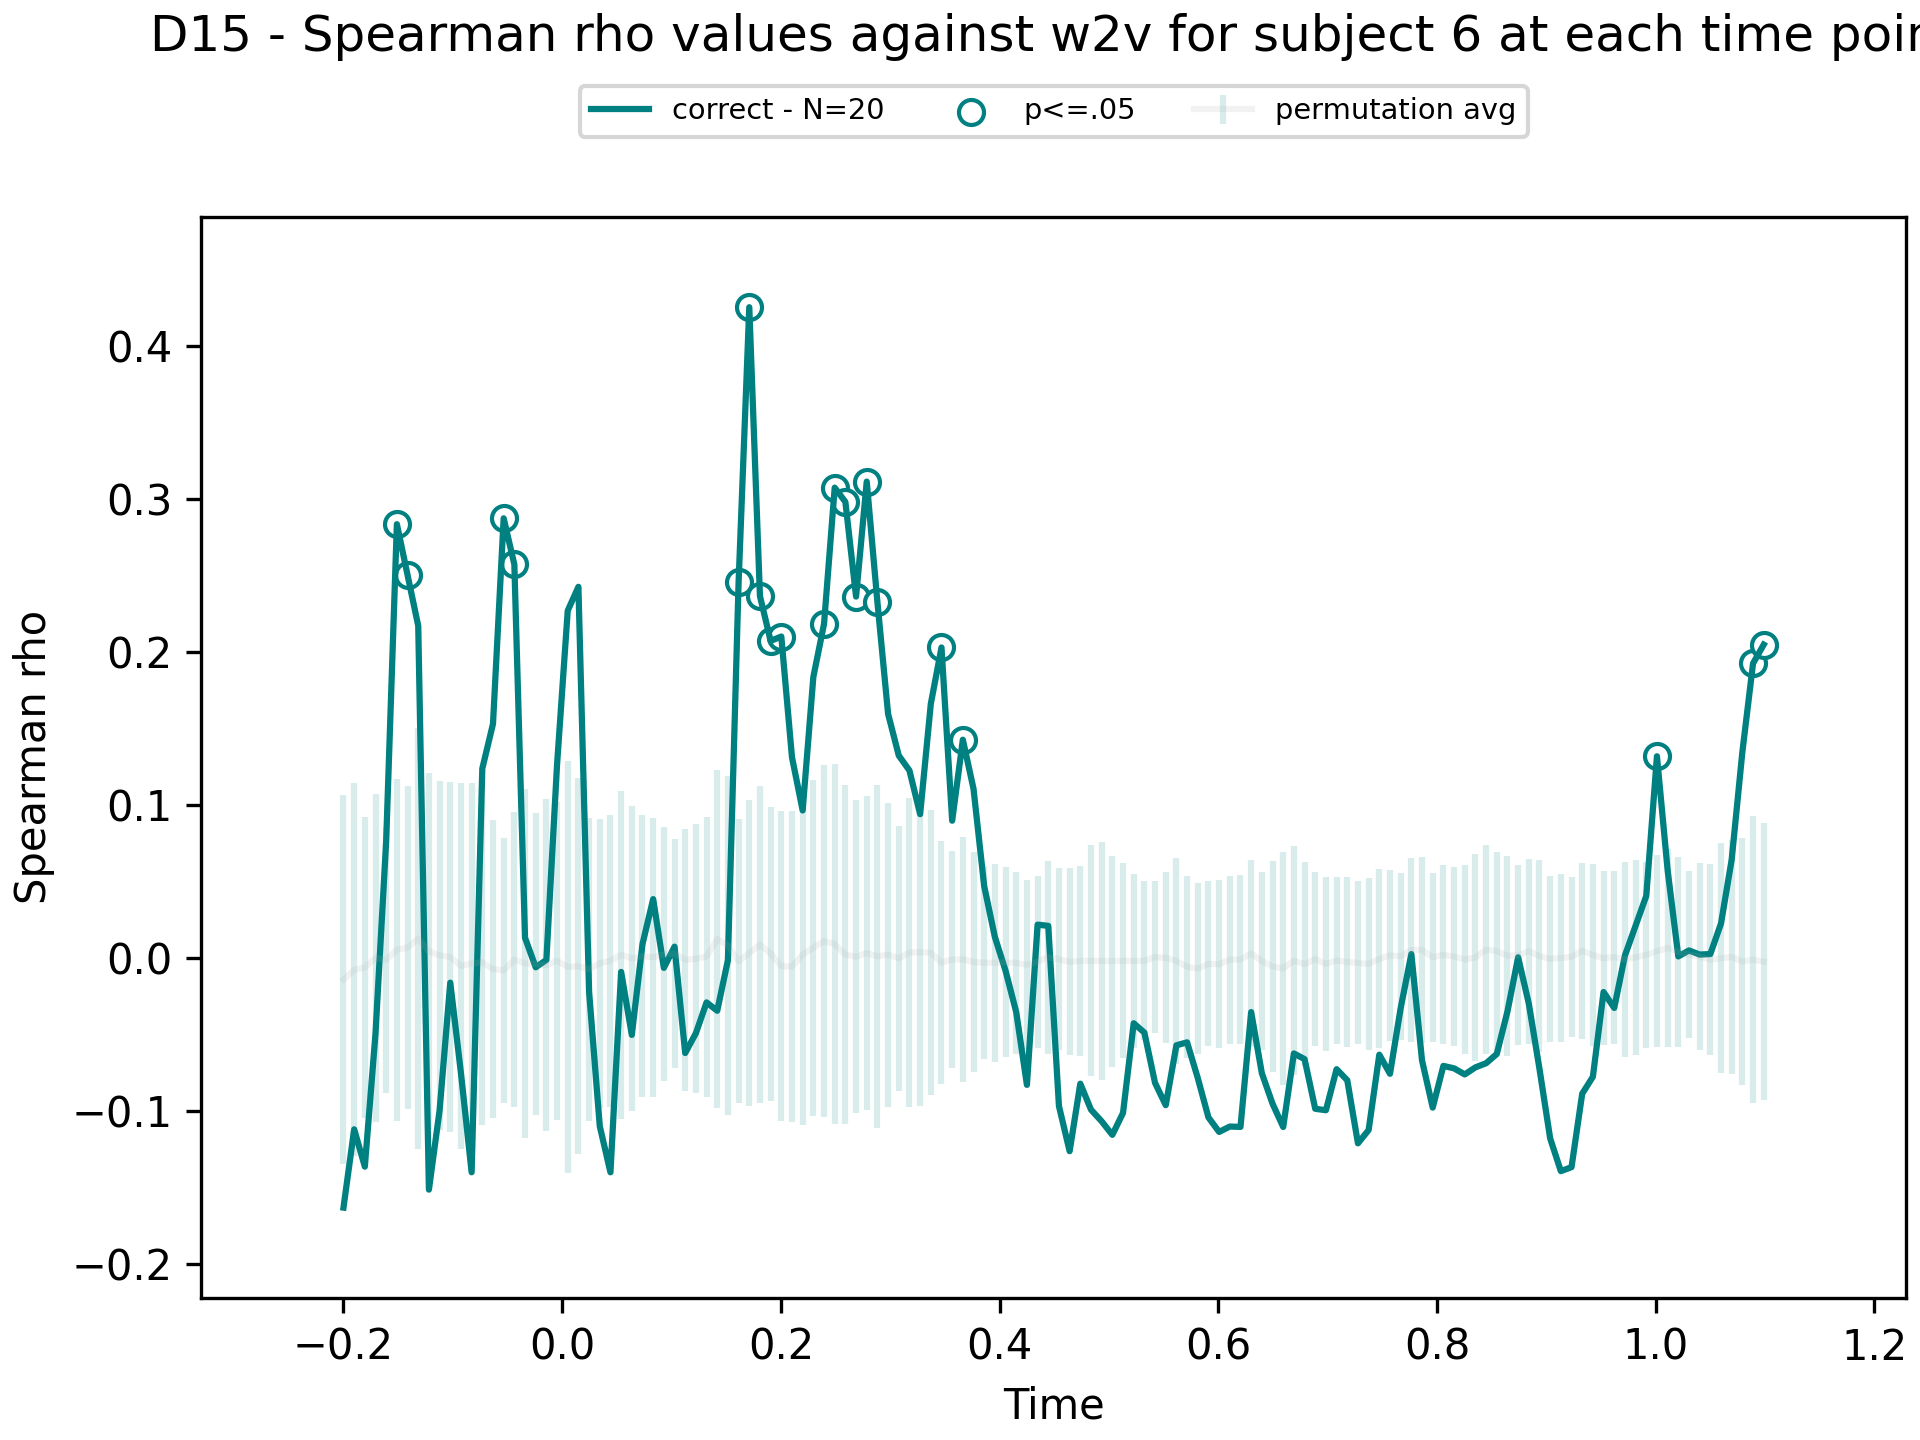 D15 - Spearman rho values against w2v for subject 6 at each time
correct - N=20 p<=.05 permutation avg
Spearman rho
0.4
0.3
0.2
0.1
0.0
−0.1
−0.2
−0.2 0.0 0.2 0.4 0.6 0.8 1.0 1.2
Time